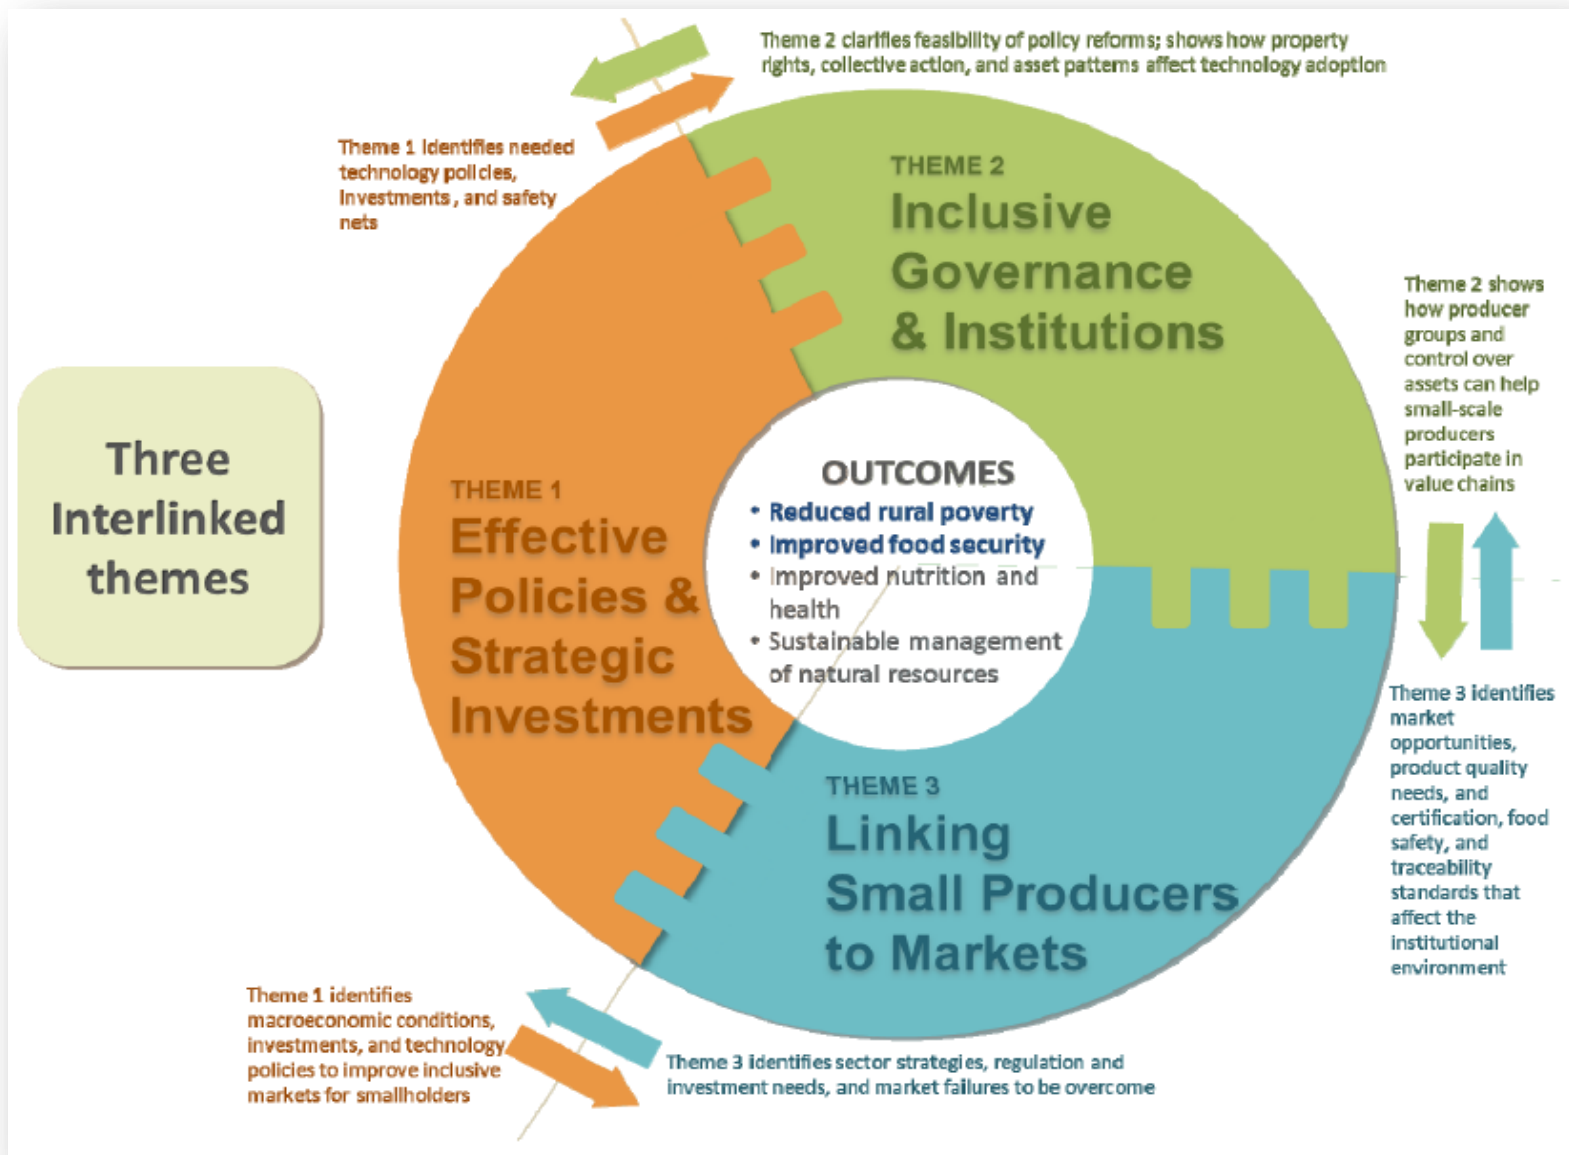 Theme 2 clarifies feasibility of policy reforms; shows how property
rights, collective action, and asset patterns affect technology adoption
Theme 1 identifies needed
technology policies,
Investments , and safety
nets
THEME 2
Inclusive
Governance
& Institutions
Theme 2 shows
how producer
groups and
control over
assets can help
small-scale
producers
participate in
value chains
Three
Interlinked
themes
THEME 1
Effective
Policies &
Strategic
Investments
OUTCOMES
• Reduced rural poverty
• Improved food security
• Improved nutrition and
health
• Sustainable management
of natural resources
THEME 3
Linking
Small Producers
to Markets
Theme 3 identifies
market
opportunities,
product quality
needs, and
certification, food
safety, and
traceability
standards that
affect the
institutional
environment
Theme 1 identifies
macroeconomic conditions,
investments, and technology
policies to improve inclusive
markets for smallholders
Theme 3 identifies sector strategies, regulation and
investment needs, and market failures to be overcome